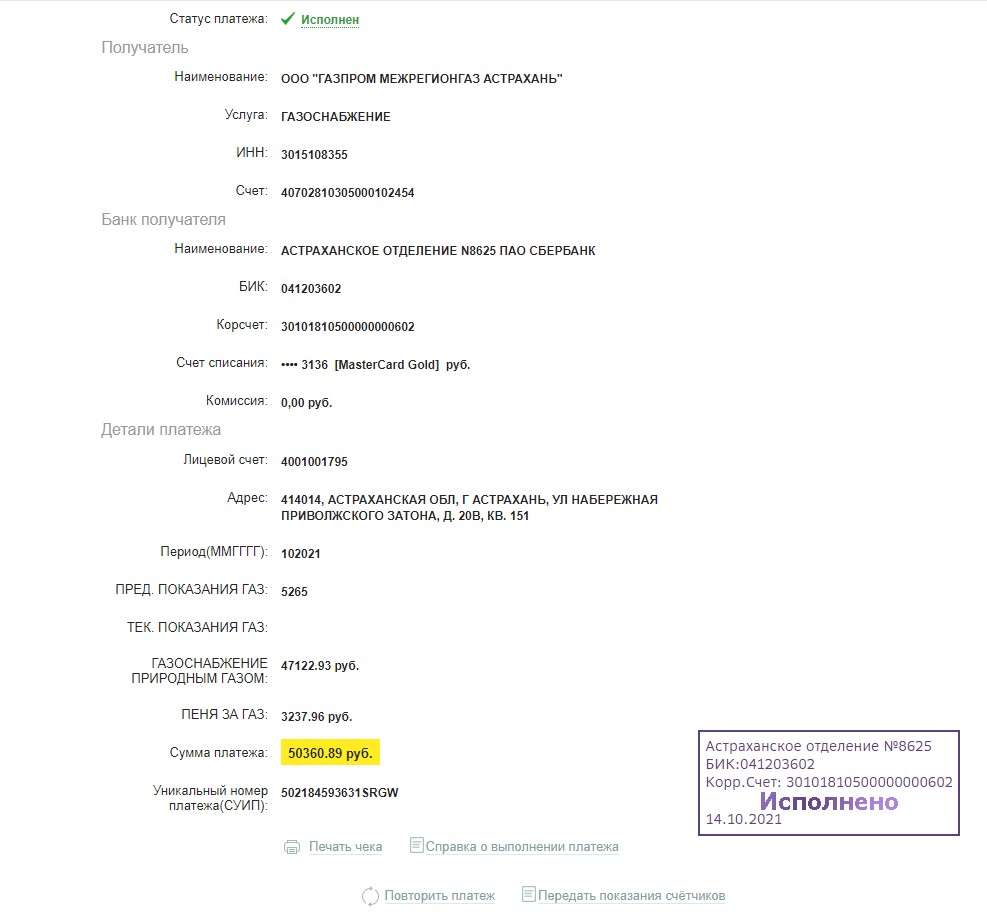 Статус платежа: Исполнен
Получатель
Наименование: ООО "ГАЗПРОМ МЕЖРЕГИОНГАЗ АСТРАХАНЬ"
Услуга: ГАЗОСНАБЖЕНИЕ
ИНН: 3015108355
Счет: 40702810305000102454
Банк получателя
Наименование: АСТРАХАНСКОЕ ОТДЕЛЕНИЕ N8625 ПАО СБЕРБАНК
БИК: 041203602
Корсчет: 30101810500000000602
Счет списания: •••• 3136 [MasterCard Gold] руб.
Комиссия: 0,00 руб.
Детали платежа
Лицевой счет: 4001001795
Адрес: 414014, АСТРАХАНСКАЯ ОБЛ, Г АСТРАХАНЬ, УЛ НАБЕРЕЖНАЯ
ПРИВОЛЖСКОГО ЗАТОНА, Д. 20В, КВ. 151
Период(ММГГГГ): 102021
ПРЕД. ПОКАЗАНИЯ ГАЗ: 5265
ТЕК. ПОКАЗАНИЯ ГАЗ:
ГАЗОСНАБЖЕНИЕ
ПРИРОДНЫМ ГАЗОМ: 47122.93 руб.
ПЕНЯ ЗА ГАЗ: 3237.96 руб.
Сумма платежа: 50360.89 руб.
Уникальный номер
платежа(СУИП): 502184593631SRGW
Астраханское отделение №8625
БИК:041203602
Корр.Счет: 30101810500000000602
Исполнено
14.10.2021
Печать чека Справка о выполнении платежа
Повторить платеж Передать показания счётчиков